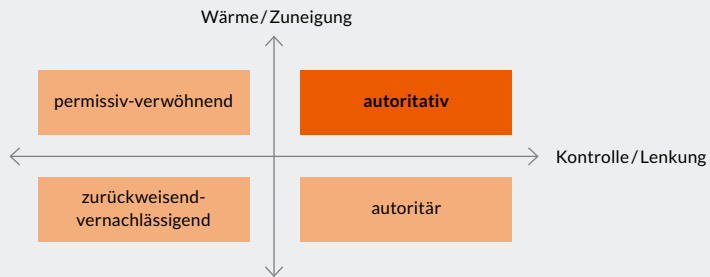 Wärme/Zuneigung
permissiv-verwöhnend
autoritativ
Kontrolle/Lenkung
zurückweisend-
vernachlässigend
autoritär